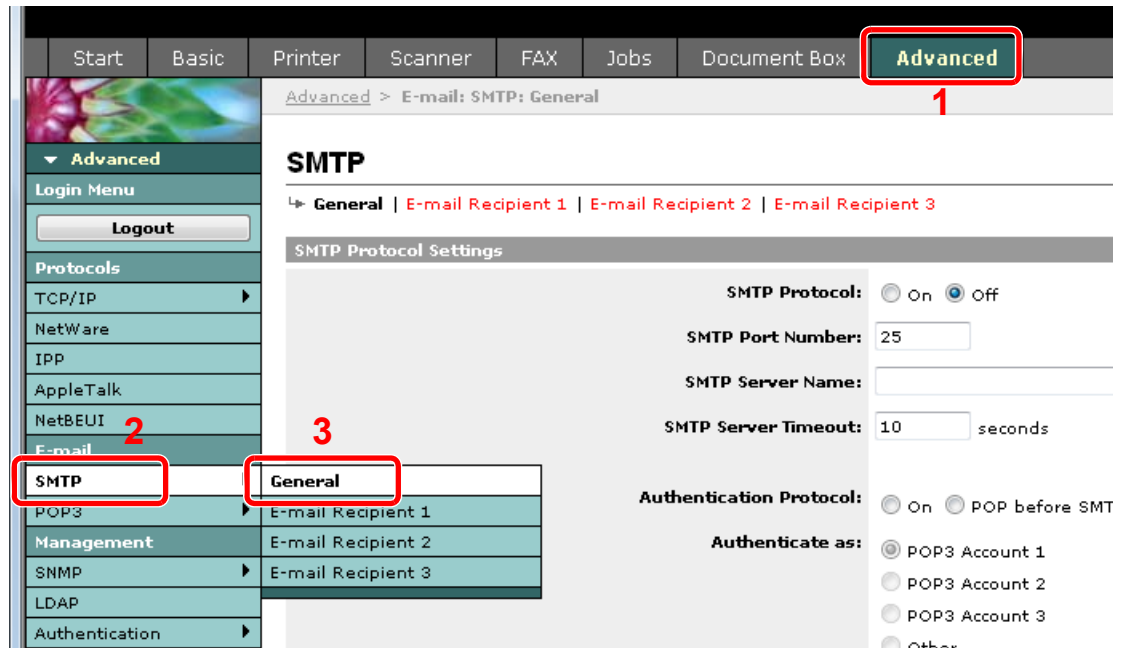 Start Basic Printer Scanner FAX Jobs Document Box Advanced
1
Advanced > E-mail: SMTP: General
Advanced
Login Menu
Logout
Protocols
TCP/IP
NetWare
IPP
AppleTalk
NetBEUI
2
E-mail
SMTP
POP3
Management
SNMP
LDAP
Authentication
3
General
E-mail Recipient 1
E-mail Recipient 2
E-mail Recipient 3
SMTP
General | E-mail Recipient 1 | E-mail Recipient 2 | E-mail Recipient 3
SMTP Protocol Settings
SMTP Protocol: On Off
SMTP Port Number: 25
SMTP Server Name:
SMTP Server Timeout: 10 seconds
Authentication Protocol: On POP before SMT
Authenticate as: POP3 Account 1
POP3 Account 2
POP3 Account 3
Other